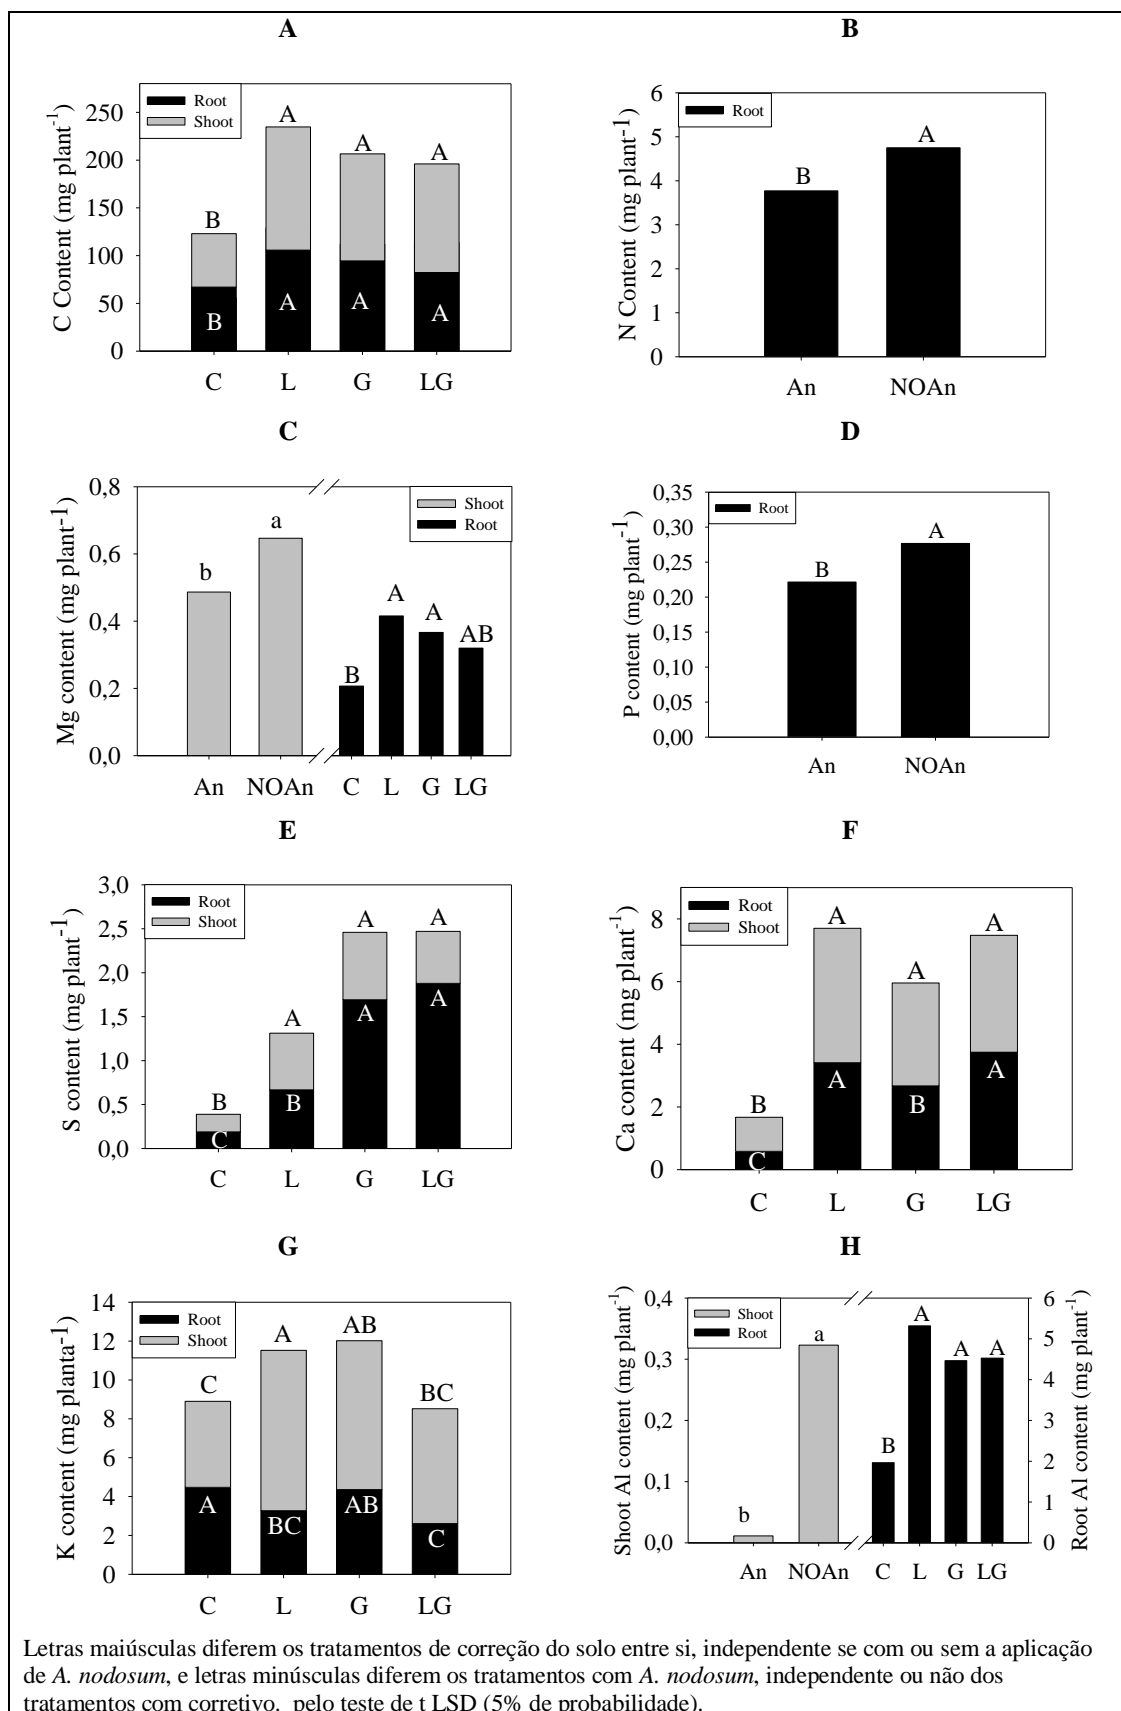 A
C Content (mg plant-1)
250
200
150
100
50
0
Root
Shoot
B
A
A
A
B
A
A
A
C
L
G
LG
B
N Content (mg plant-1)
6
5
4
3
2
1
0
Root
B
A
An
NOAn
C
Mg content (mg plant-1)
0,8
0,6
0,4
0,2
0,0
Shoot
Root
b
a
B
A
A
AB
An
NOAn
C
L
G
LG
D
P content (mg plant-1)
0,35
0,30
0,25
0,20
0,15
0,10
0,05
0,00
Root
B
A
An
NOAn
E
S content (mg plant-1)
3,0
2,5
2,0
1,5
1,0
0,5
0,0
Root
Shoot
B
A
A
A
C
B
A
A
C
L
G
LG
F
Ca content (mg plant-1)
8
6
4
2
0
Root
Shoot
B
A
A
A
C
A
B
A
C
L
G
LG
G
K content (mg planta-1)
14
12
10
8
6
4
2
0
Root
Shoot
C
A
AB
BC
A
BC
AB
C
C
L
G
LG
H
Shoot Al content (mg plant-1)
0,4
0,3
0,2
0,1
0,0
Shoot
Root
b
a
B
A
A
A
An
NOAn
C
L
G
LG
6
5
4
3
2
1
0
Root Al content (mg plant-1)
Letras maiúsculas diferem os tratamentos de correção do solo entre si, independente se com ou sem a aplicação
de A. nodosum, e letras minúsculas diferem os tratamentos com A. nodosum, independente ou não dos
tratamentos com corretivo. pelo teste de t LSD (5% de probabilidade).